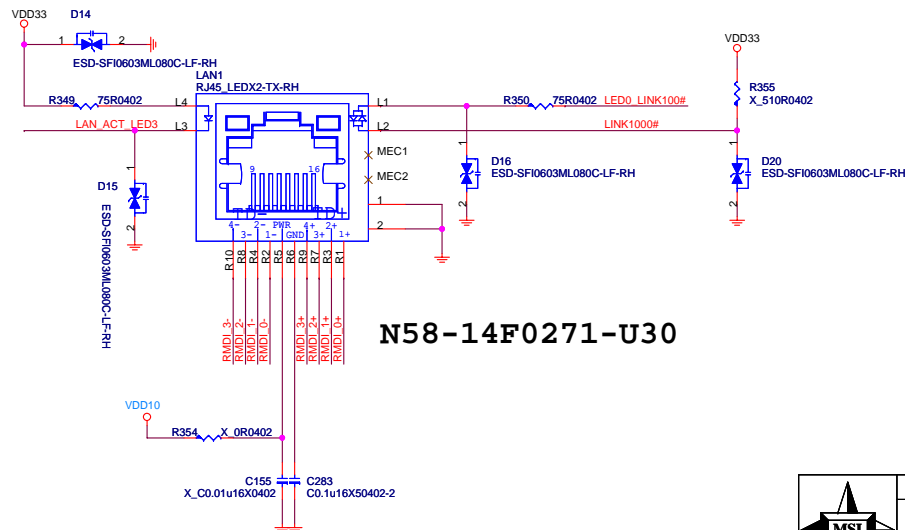 VDD33
D14
1
2
ESD-SFI0603ML080C-LF-RH
LAN1
RJ45_LEDX2-TX-RH
R349
75R0402
L4
L3
LAN_ACT_LED3
L1
L2
R350
75R0402
LED0_LINK100#
LINK1000#
VDD33
R355
X_510R0402
MEC1
MEC2
1
2
D15
1
2
ESD-SFI0603ML080C-LF-RH
D16
1
2
ESD-SFI0603ML080C-LF-RH
D20
1
2
ESD-SFI0603ML080C-LF-RH
9
16
4- 2- PWR 4+ 2+
3- 1- GND 3+ 1+
R10
R8
R4
R2
R5
R6
R9
R7
R3
R1
RMDI_3-
RMDI_2-
RMDI_1-
RMDI_0-
RMDI_3+
RMDI_2+
RMDI_1+
RMDI_0+
N58-14F0271-U30
VDD10
R354
X_0R0402
C155
X_C0.01u16X0402
C283
C0.1u16X50402-2
MSI